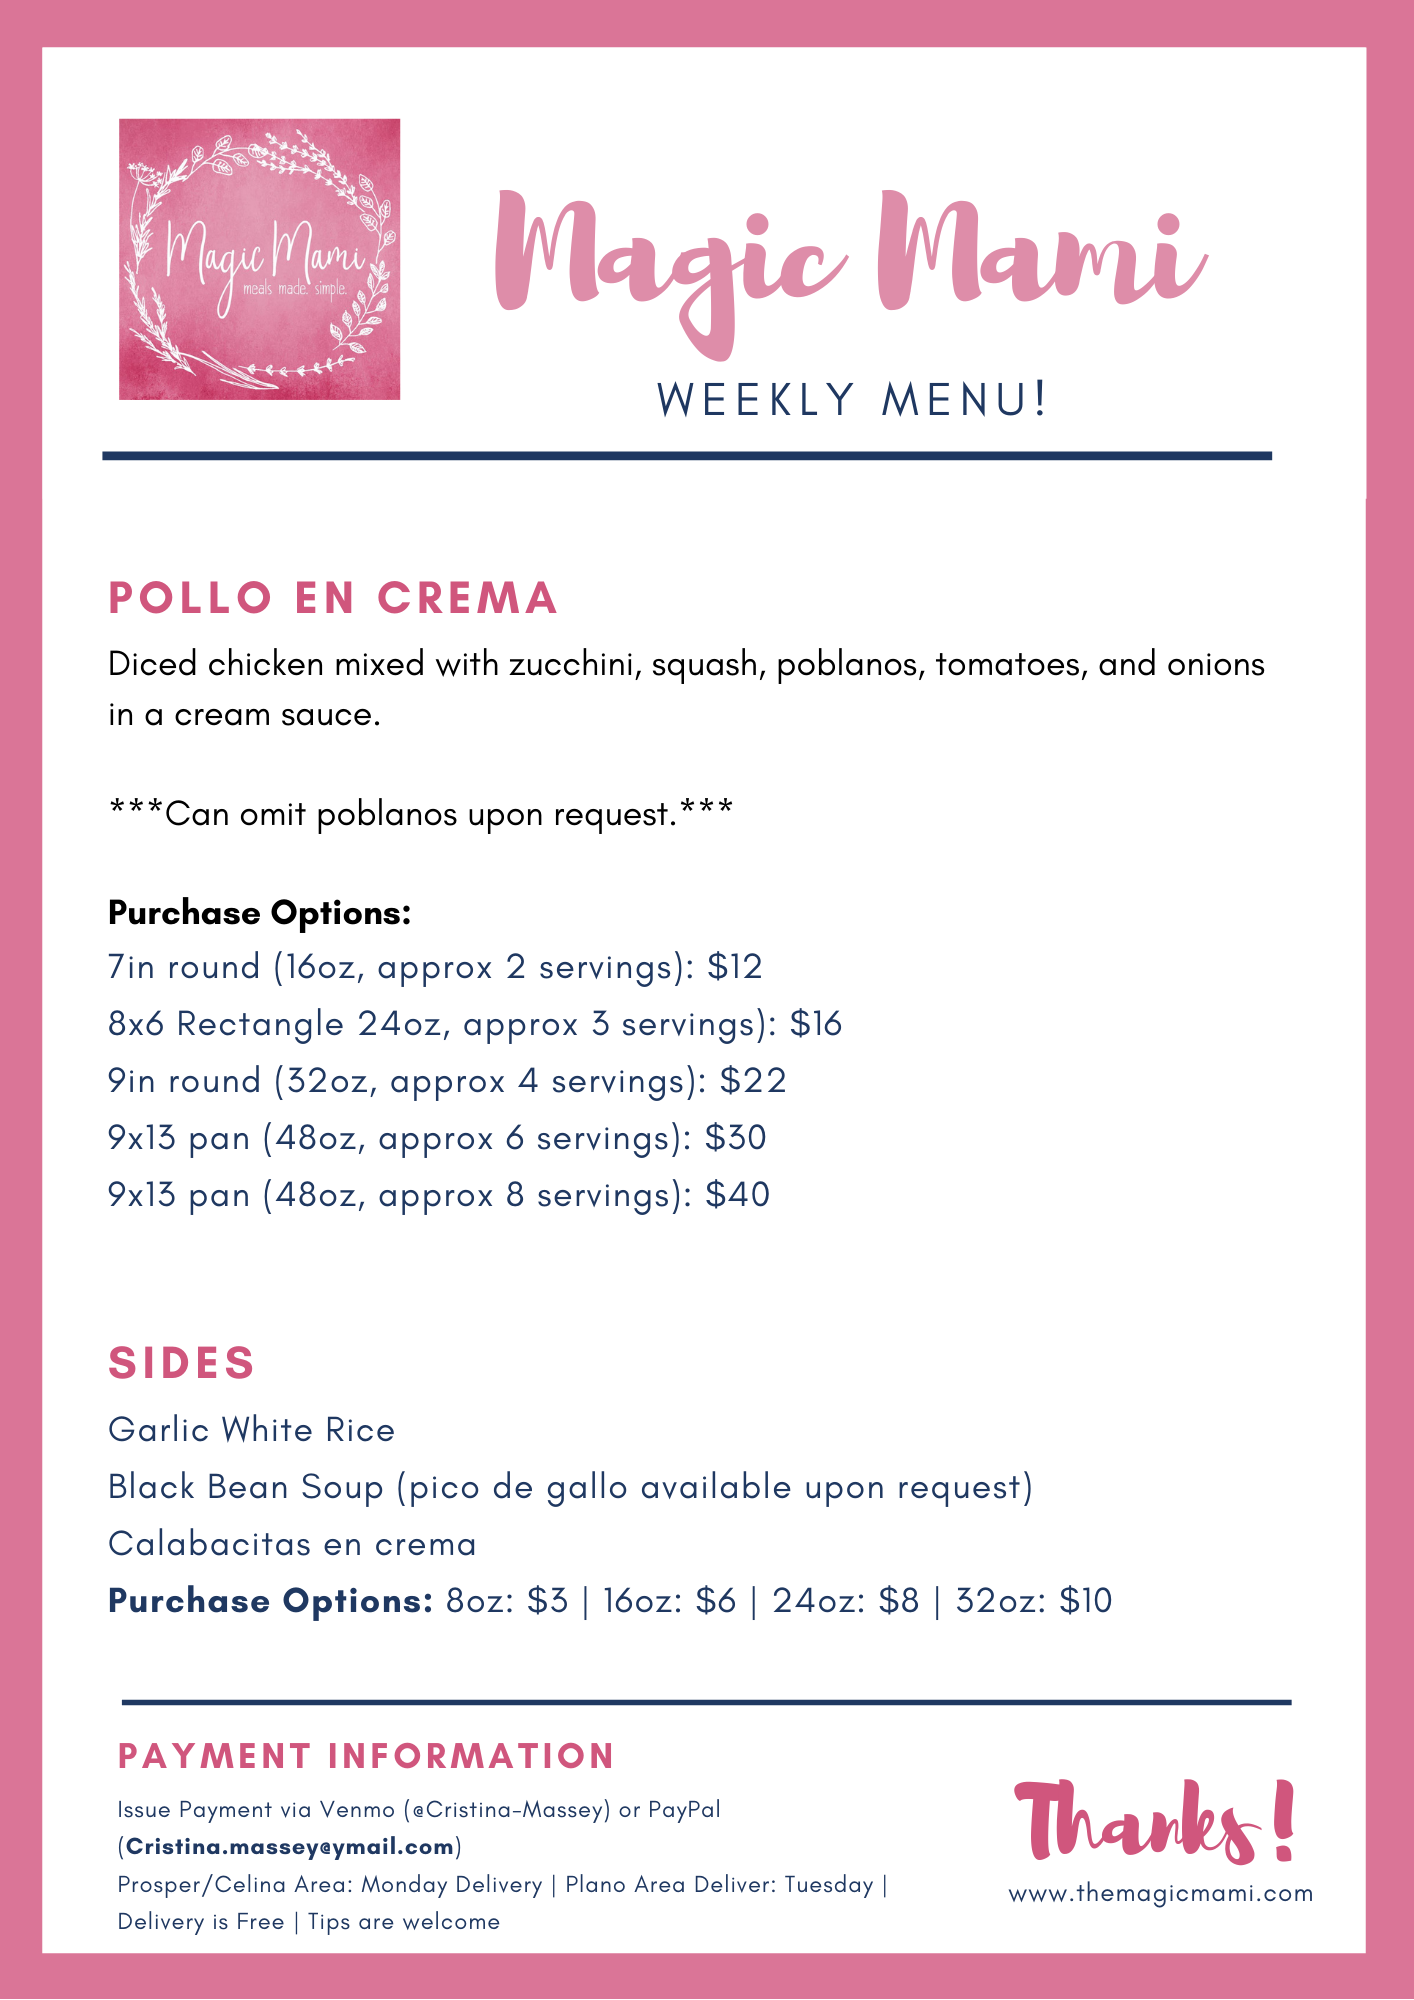 Magic Mami
meals made. simple.
Magic Mami
WEEKLY MENU!
POLLO EN CREMA
Diced chicken mixed with zucchini, squash, poblanos, tomatoes, and onions
in a cream sauce.
***Can omit poblanos upon request.***
Purchase Options:
7in round (16oz, approx 2 servings): $12
8x6 Rectangle 24oz, approx 3 servings): $16
9in round (32oz, approx 4 servings): $22
9x13 pan (48oz, approx 6 servings): $30
9x13 pan (48oz, approx 8 servings): $40
SIDES
Garlic White Rice
Black Bean Soup (pico de gallo available upon request)
Calabacitas en crema
Purchase Options: 8oz: $3 | 16oz: $6 | 24oz: $8 | 32oz: $10
PAYMENT INFORMATION
Issue Payment via Venmo (@Cristina-Massey) or PayPal
(Cristina.massey@ymail.com)
Prosper/Celina Area: Monday Delivery | Plano Area Deliver: Tuesday |
Delivery is Free | Tips are welcome
Thanks!
www.themagicmami.com